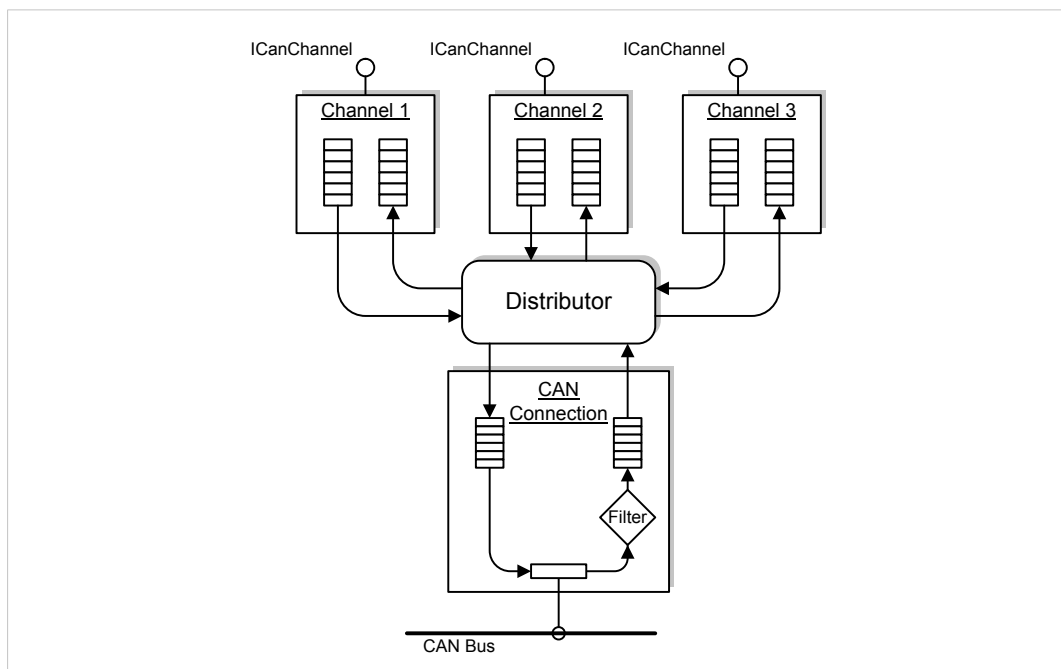 ICanChannel
ICanChannel
ICanChannel
Channel 1
Channel 2
Channel 3
Distributor
CAN
Connection
Filter
CAN Bus